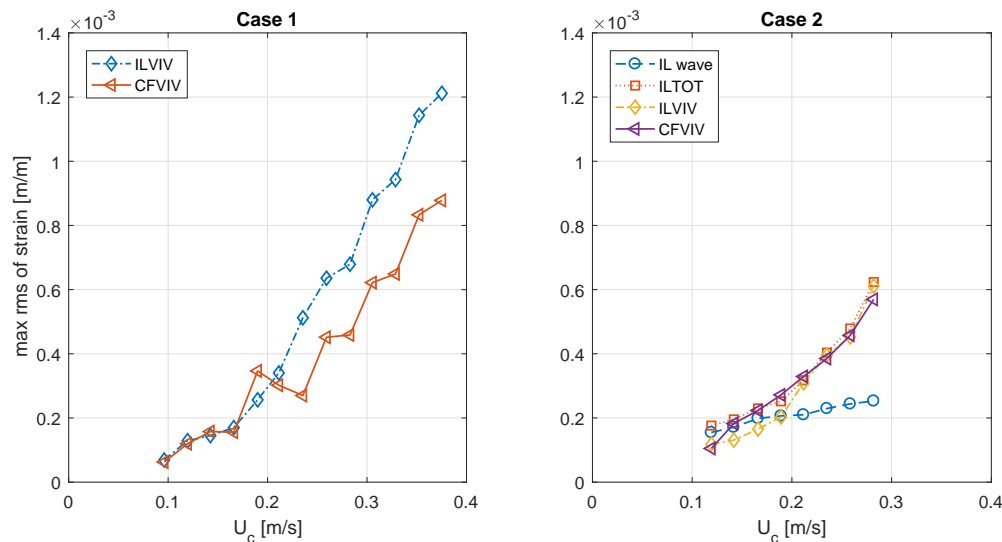 ×10⁻³
Case 1
1.4
1.2
1
0.8
0.6
0.4
0.2
0
max rms of strain [m/m]
ILVIV
CFVIV
0 0.1 0.2 0.3 0.4
U_c [m/s]
×10⁻³
Case 2
1.4
1.2
1
0.8
0.6
0.4
0.2
0
IL wave
ILTOT
ILVIV
CFVIV
0 0.1 0.2 0.3 0.4
U_c [m/s]